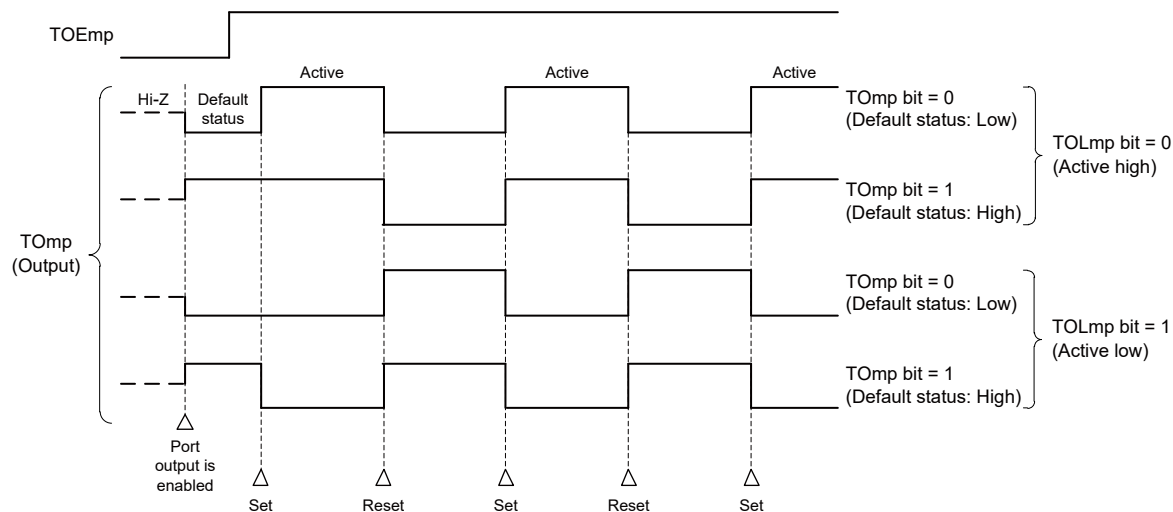 TOEmp
Active
Active
Active
Hi-Z
Default
status
TOmp bit = 0
(Default status: Low)
TOLmp bit = 0
(Active high)
TOmp bit = 1
(Default status: High)
TOmp
(Output)
TOmp bit = 0
(Default status: Low)
TOLmp bit = 1
(Active low)
TOmp bit = 1
(Default status: High)
Port
output is
enabled
Set
Reset
Set
Reset
Set